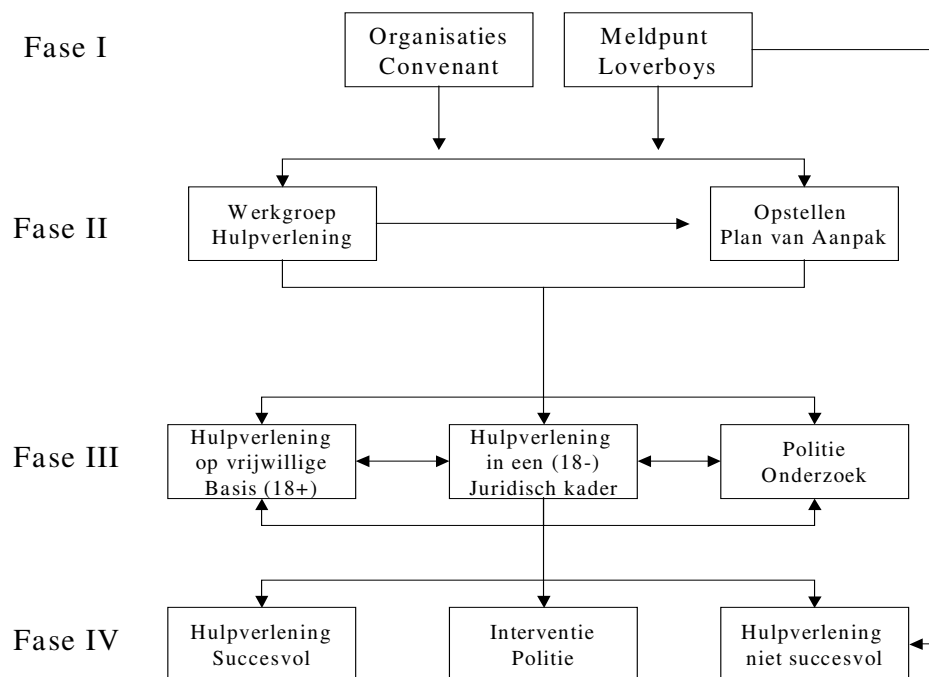 Fase I
Organisaties
Convenant
Meldpunt
Loverboys
Fase II
Werkgroep
Hulpverlening
Opstellen
Plan van Aanpak
Fase III
Hulpverlening
op vrijwillige
Basis (18+)
Hulpverlening
in een (18-)
Juridisch kader
Politie
Onderzoek
Fase IV
Hulpverlening
Succesvol
Interventie
Politie
Hulpverlening
niet succesvol